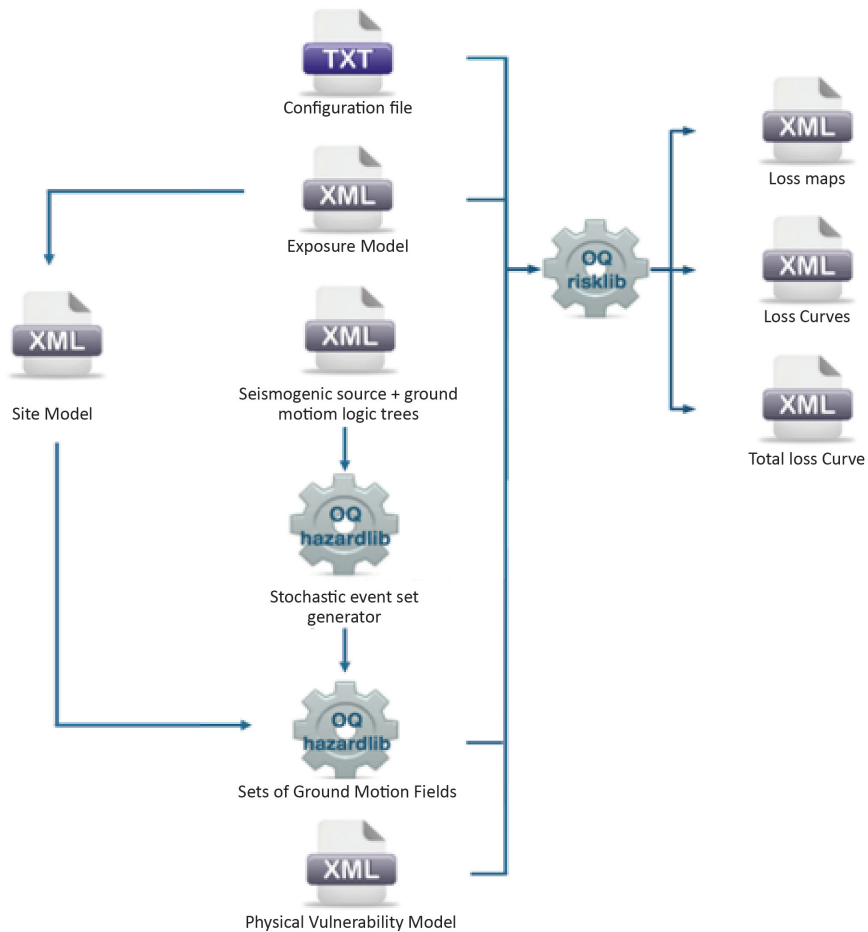 TXT
Configuration file
XML
Exposure Model
XML
Site Model
XML
Seismogenic source + ground
motiom logic trees
OQ
hazardlib
Stochastic event set
generator
OQ
hazardlib
Sets of Ground Motion Fields
XML
Physical Vulnerability Model
OQ
risklib
XML
Loss maps
XML
Loss Curves
XML
Total loss Curve